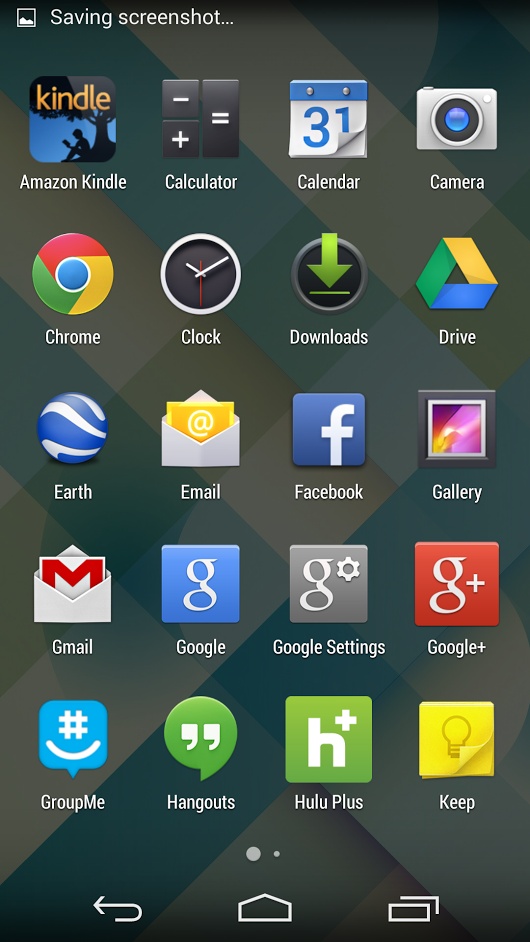 Saving screenshot...
kindle
Amazon Kindle
Calculator
31
Calendar
Camera
Chrome
Clock
Downloads
Drive
Earth
@
Email
f
Facebook
Gallery
M
Gmail
g
Google
g
Google Settings
g+
Google+
#
GroupMe
Hangouts
h+
Hulu Plus
Keep